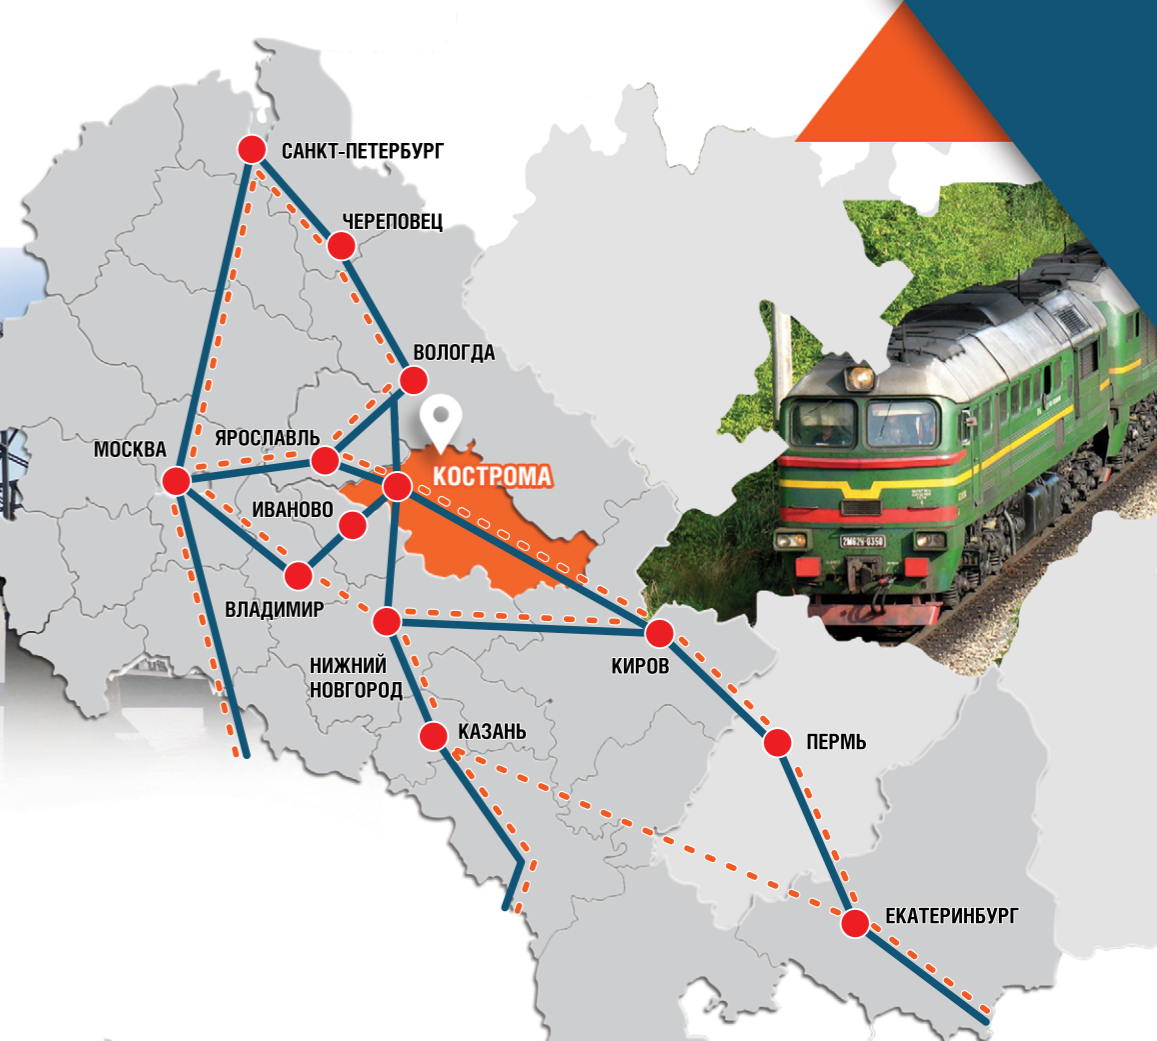 САНКТ-ПЕТЕРБУРГ
ЧЕРЕПОВЕЦ
ВОЛОГДА
МОСКВА
ЯРОСЛАВЛЬ
КОСТРОМА
ИВАНОВО
ВЛАДИМИР
НИЖНИЙ
НОВГОРОД
КИРОВ
КАЗАНЬ
ПЕРМЬ
ЕКАТЕРИНБУРГ